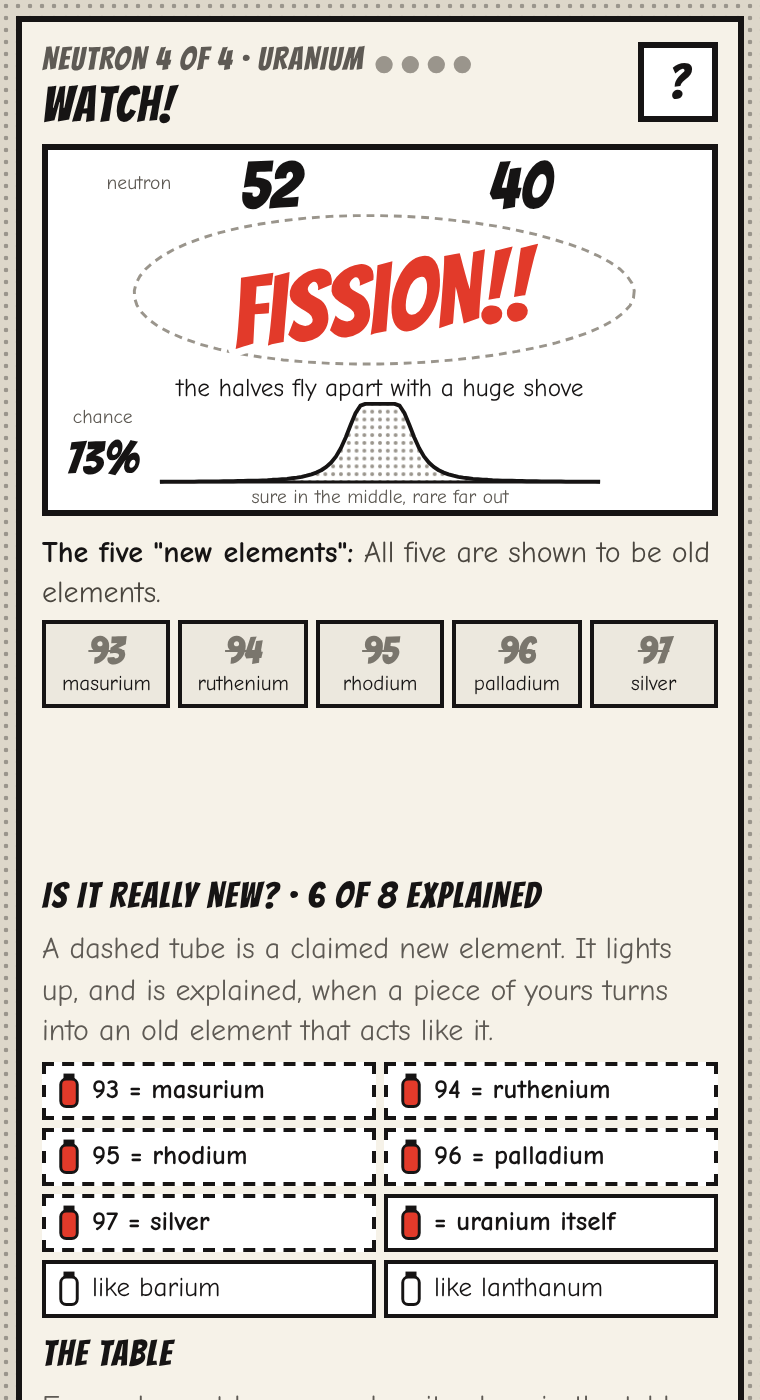 NEUTRON 4 OF 4 · URANIUM
WATCH!
?
neutron
52
40
FISSION!!
the halves fly apart with a huge shove
chance
73%
sure in the middle, rare far out
The five "new elements": All five are shown to be old
elements.
93
masurium
94
ruthenium
95
rhodium
96
palladium
97
silver
IS IT REALLY NEW? · 6 OF 8 EXPLAINED
A dashed tube is a claimed new element. It lights
up, and is explained, when a piece of yours turns
into an old element that acts like it.
93 = masurium
94 = ruthenium
95 = rhodium
96 = palladium
97 = silver
= uranium itself
like barium
like lanthanum
THE TABLE